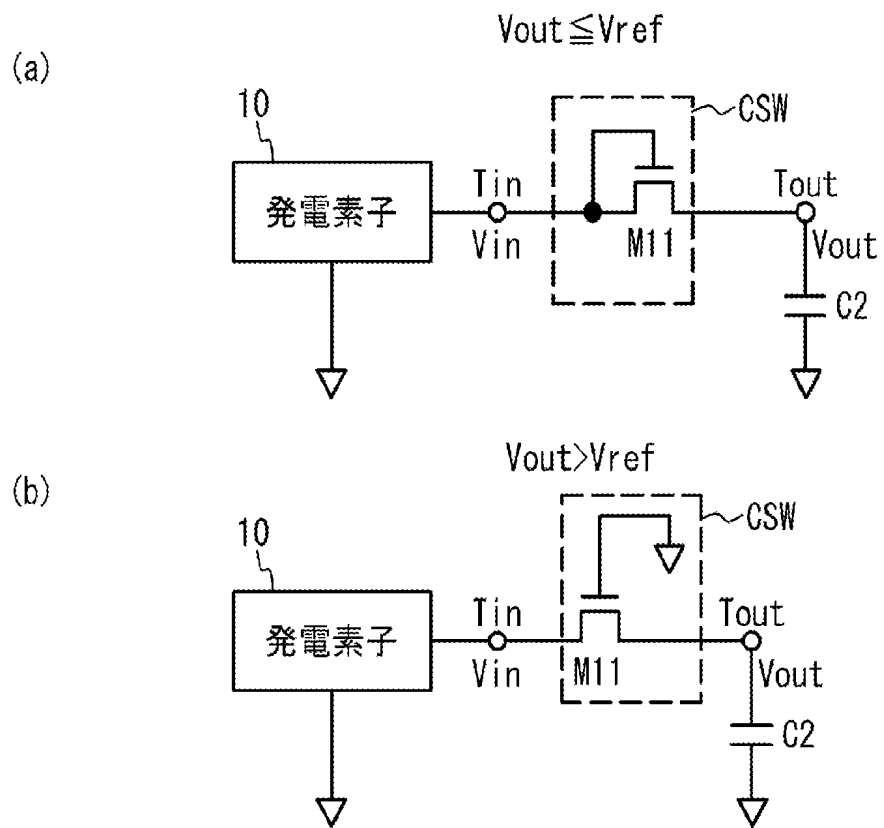 (a)
Vout≦Vref
10
CSW
発電素子
Tin
Vin
M11
Tout
Vout
C2
(b)
Vout>Vref
10
CSW
発電素子
Tin
Vin
M11
Tout
Vout
C2